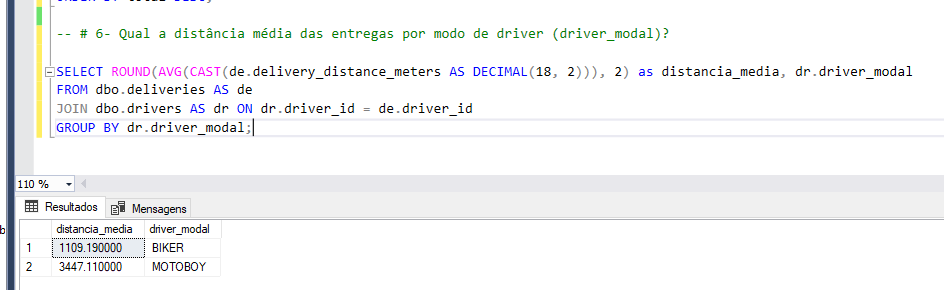 -- # 6- Qual a distância média das entregas por modo de driver (driver_modal)?
SELECT ROUND(AVG(CAST(de.delivery_distance_meters AS DECIMAL(18, 2))), 2) as distancia_media, dr.driver_modal
FROM dbo.deliveries AS de
JOIN dbo.drivers AS dr ON dr.driver_id = de.driver_id
GROUP BY dr.driver_modal;
110 %
Resultados Mensagens
distancia_media driver_modal
1 1109.190000 BIKER
2 3447.110000 MOTOBOY